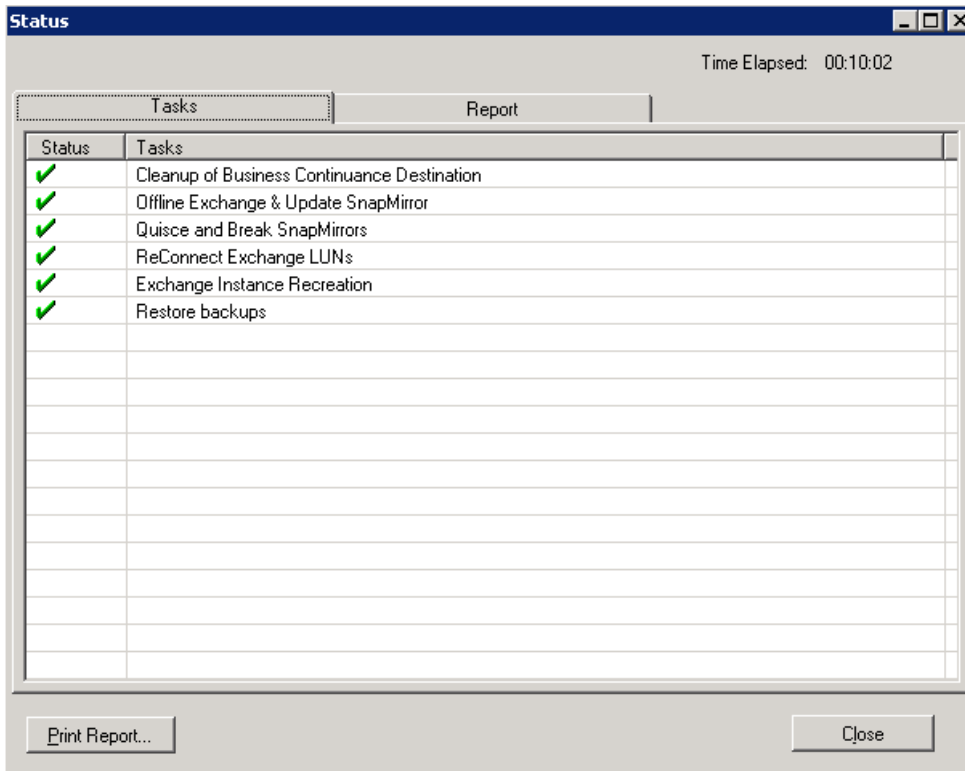 Status
Time Elapsed: 00:10:02
Tasks Report
Status Tasks
Cleanup of Business Continuance Destination
Offline Exchange & Update SnapMirror
Quisce and Break SnapMirrors
ReConnect Exchange LUNs
Exchange Instance Recreation
Restore backups
Print Report... Close